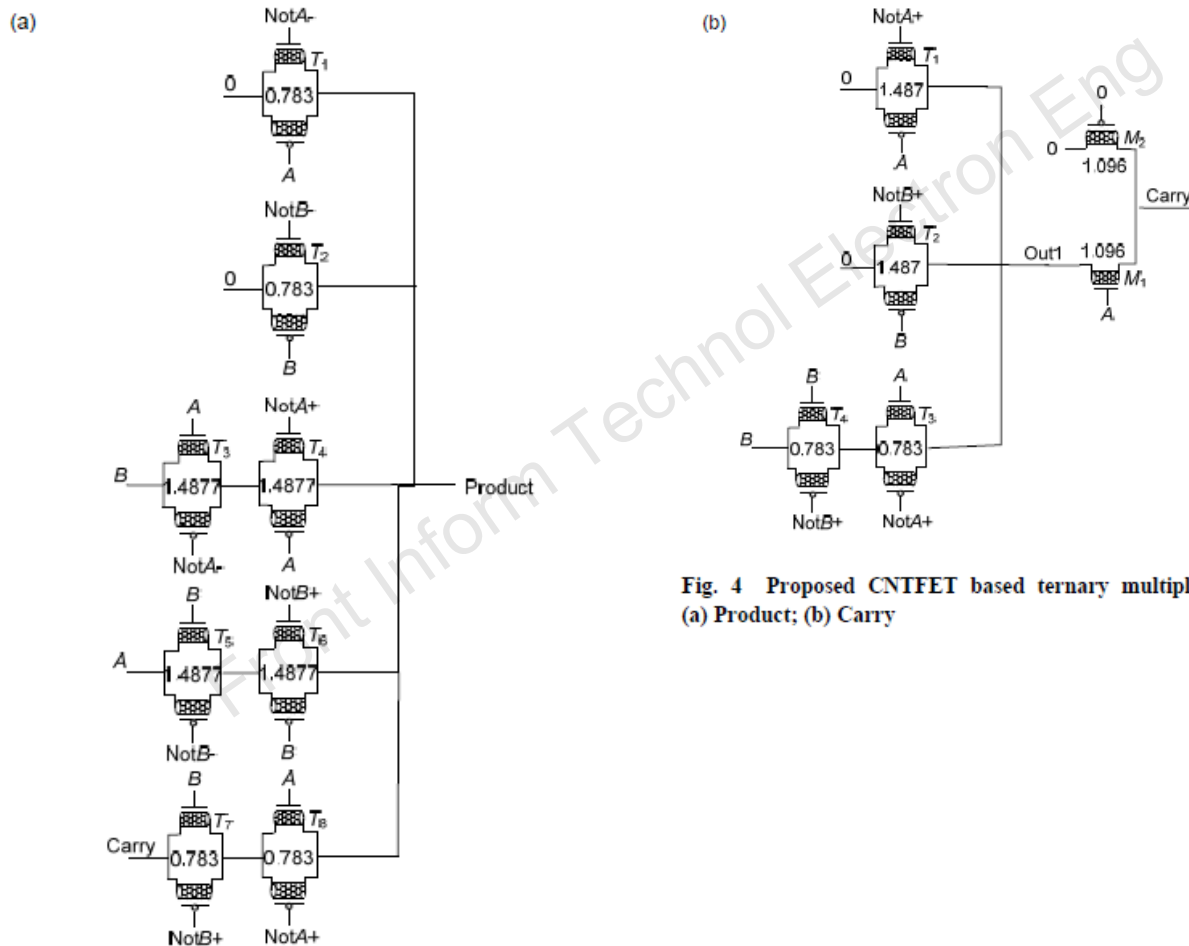 (a)
NotA-
T1
0
0.783
A
NotB-
T2
0
0.783
B
A
NotA+
T3
T4
B
1.4877
1.4877
Product
NotA-
A
B
NotB+
T5
T6
A
1.4877
1.4877
NotB-
B
B
A
T7
T8
Carry
0.783
0.783
NotB+
NotA+
(b)
NotA+
T1
0
1.487
A
NotB+
T2
0
1.487
B
0
0
M2
1.096
Carry
Out1
1.096
M1
A
B
A
T4
T3
B
0.783
0.783
NotB+
NotA+
Fig. 4 Proposed CNTFET based ternary multipl
(a) Product; (b) Carry
Front Inform Technol Electron Eng